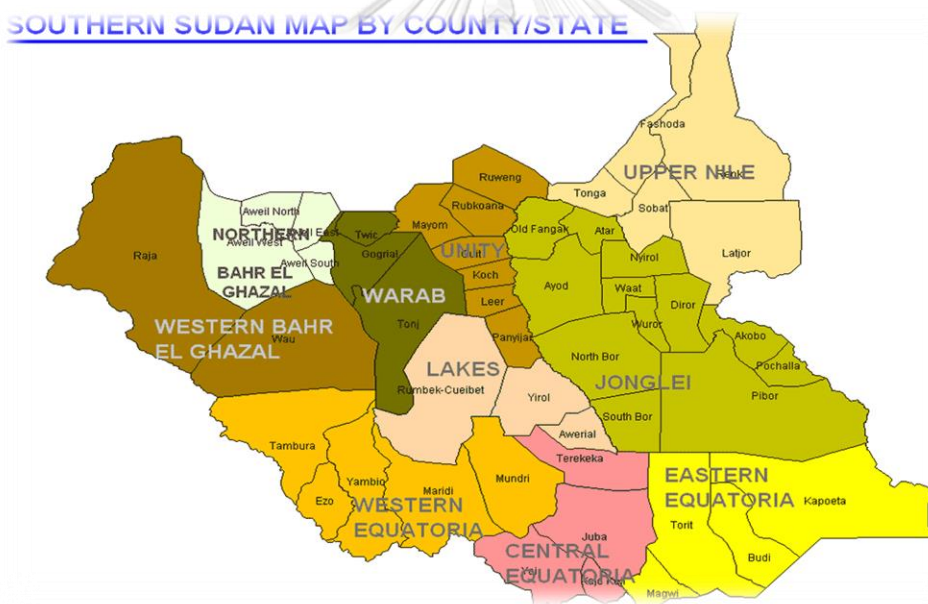 SOUTHERN SUDAN MAP BY COUNTY/STATE
Fashoda
UPPER NILE
Renk
Ruweng
Tonga
Rubkoana
Sobat
Aweil North
Mayom
Old Fangak
Atar
NORTHERN
Aweil East
Twic
Aweil West
Gogrial
UNITY
Guit
Nyirol
Latjor
Raja
Aweil South
BAHR EL
GHAZAL
Koch
Ayod
Waat
WARAB
Leer
Diror
WESTERN BAHR
EL GHAZAL
Wau
Tonj
Panyijar
Wuror
Akobo
LAKES
North Bor
Pochalla
Rumbek-Cueibet
Yirol
JONGLEI
Pibor
South Bor
Awerial
Tambura
Terekeka
Yambio
Maridi
Mundri
EASTERN
EQUATORIA
Ezo
WESTERN
EQUATORIA
Kapoeta
Torit
Juba
CENTRAL
EQUATORIA
Yei
Budi
Magwi